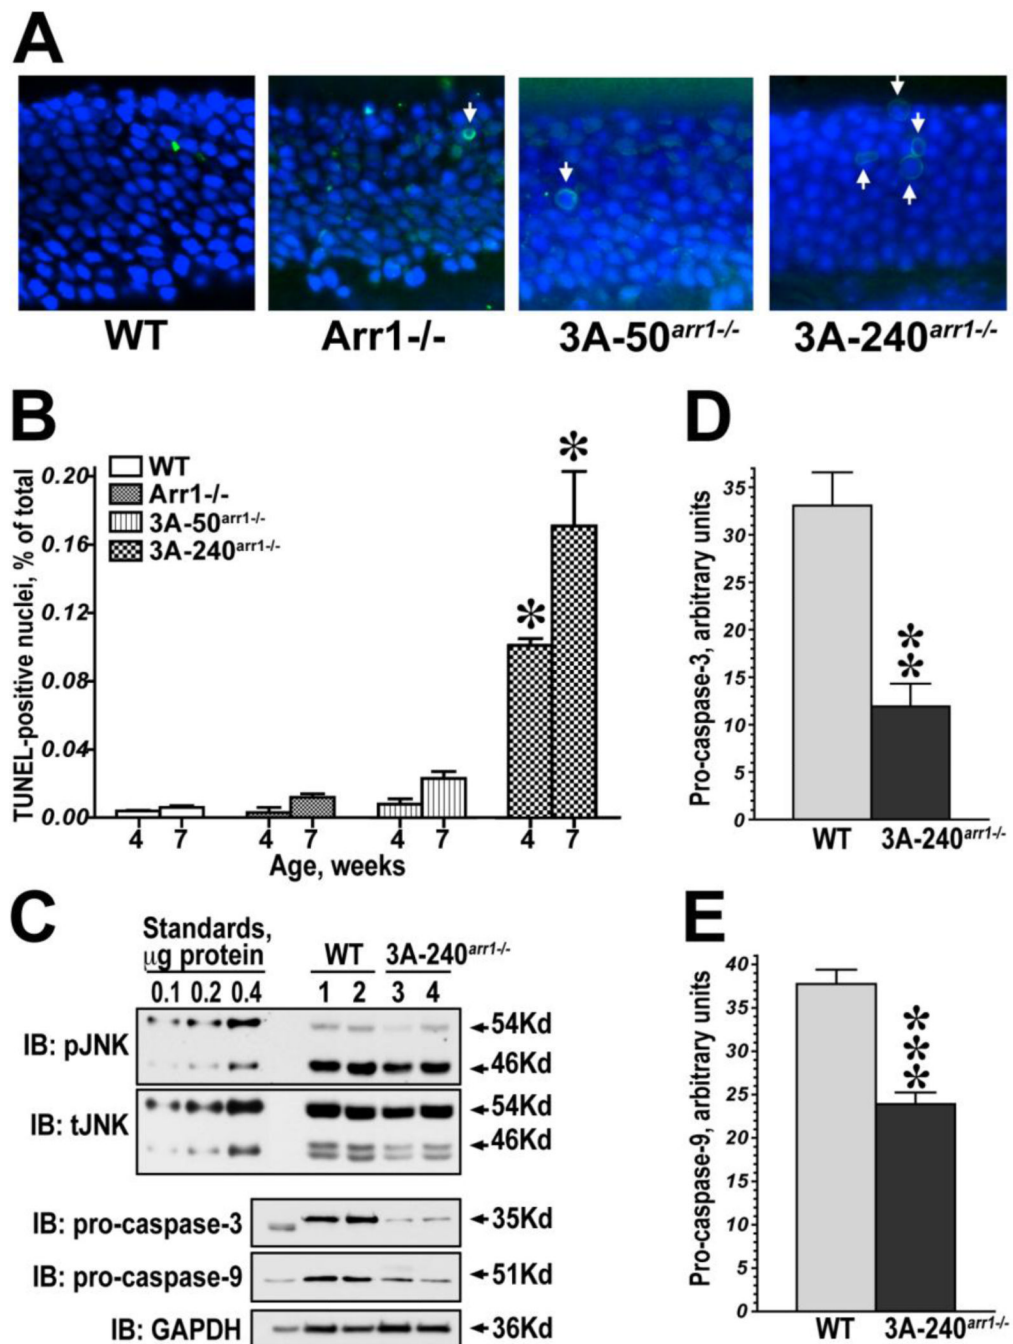 A
WT Arr1-/- 3A-50arr1-/- 3A-240arr1-/-
B
TUNEL-positive nuclei, % of total
WT
Arr1-/-
3A-50arr1-/-
3A-240arr1-/-
0.20
0.16
0.12
0.08
0.04
0.00
* *
4 7 4 7 4 7 4 7
Age, weeks
D
Pro-caspase-3, arbitrary units
35
30
25
20
15
10
5
0
*
*
WT 3A-240arr1-/-
C
Standards,
µg protein WT 3A-240arr1-/-
0.1 0.2 0.4 1 2 3 4
IB: pJNK
54Kd
46Kd
IB: tJNK
54Kd
46Kd
IB: pro-caspase-3 35Kd
IB: pro-caspase-9 51Kd
IB: GAPDH 36Kd
E
Pro-caspase-9, arbitrary units
40
35
30
25
20
15
10
5
0
*
*
*
WT 3A-240arr1-/-